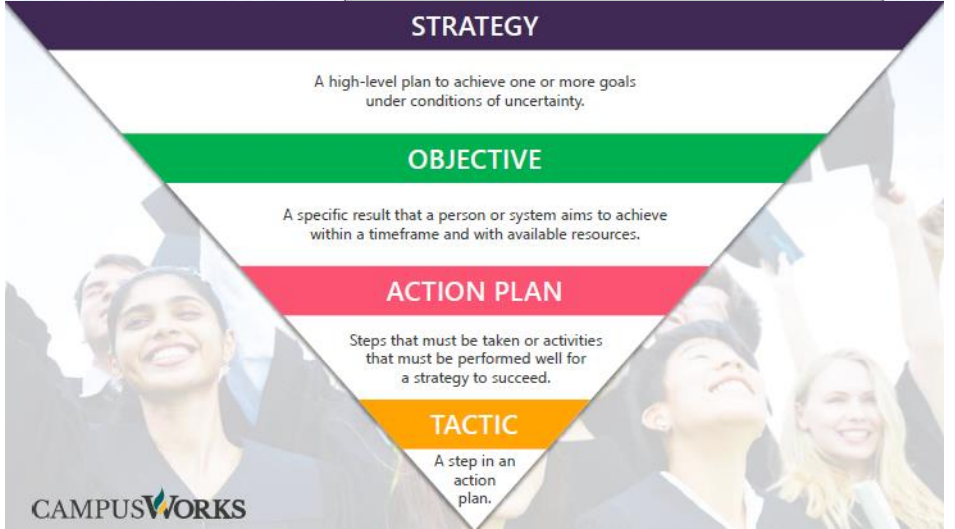 STRATEGY
A high-level plan to achieve one or more goals
under conditions of uncertainty.
OBJECTIVE
A specific result that a person or system aims to achieve
within a timeframe and with available resources.
ACTION PLAN
Steps that must be taken or activities
that must be performed well for
a strategy to succeed.
TACTIC
A step in an
action
plan.
CAMPUSWORKS